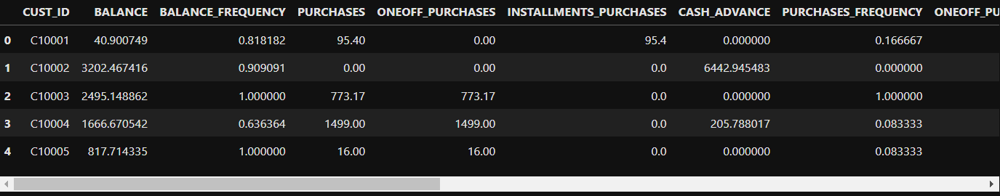 CUST_ID BALANCE BALANCE_FREQUENCY PURCHASES ONEOFF_PURCHASES INSTALLMENTS_PURCHASES CASH_ADVANCE PURCHASES_FREQUENCY ONEOFF_PU
0 C10001 40.900749 0.818182 95.40 0.00 95.4 0.000000 0.166667
1 C10002 3202.467416 0.909091 0.00 0.00 0.0 6442.945483 0.000000
2 C10003 2495.148862 1.000000 773.17 773.17 0.0 0.000000 1.000000
3 C10004 1666.670542 0.636364 1499.00 1499.00 0.0 205.788017 0.083333
4 C10005 817.714335 1.000000 16.00 16.00 0.0 0.000000 0.083333